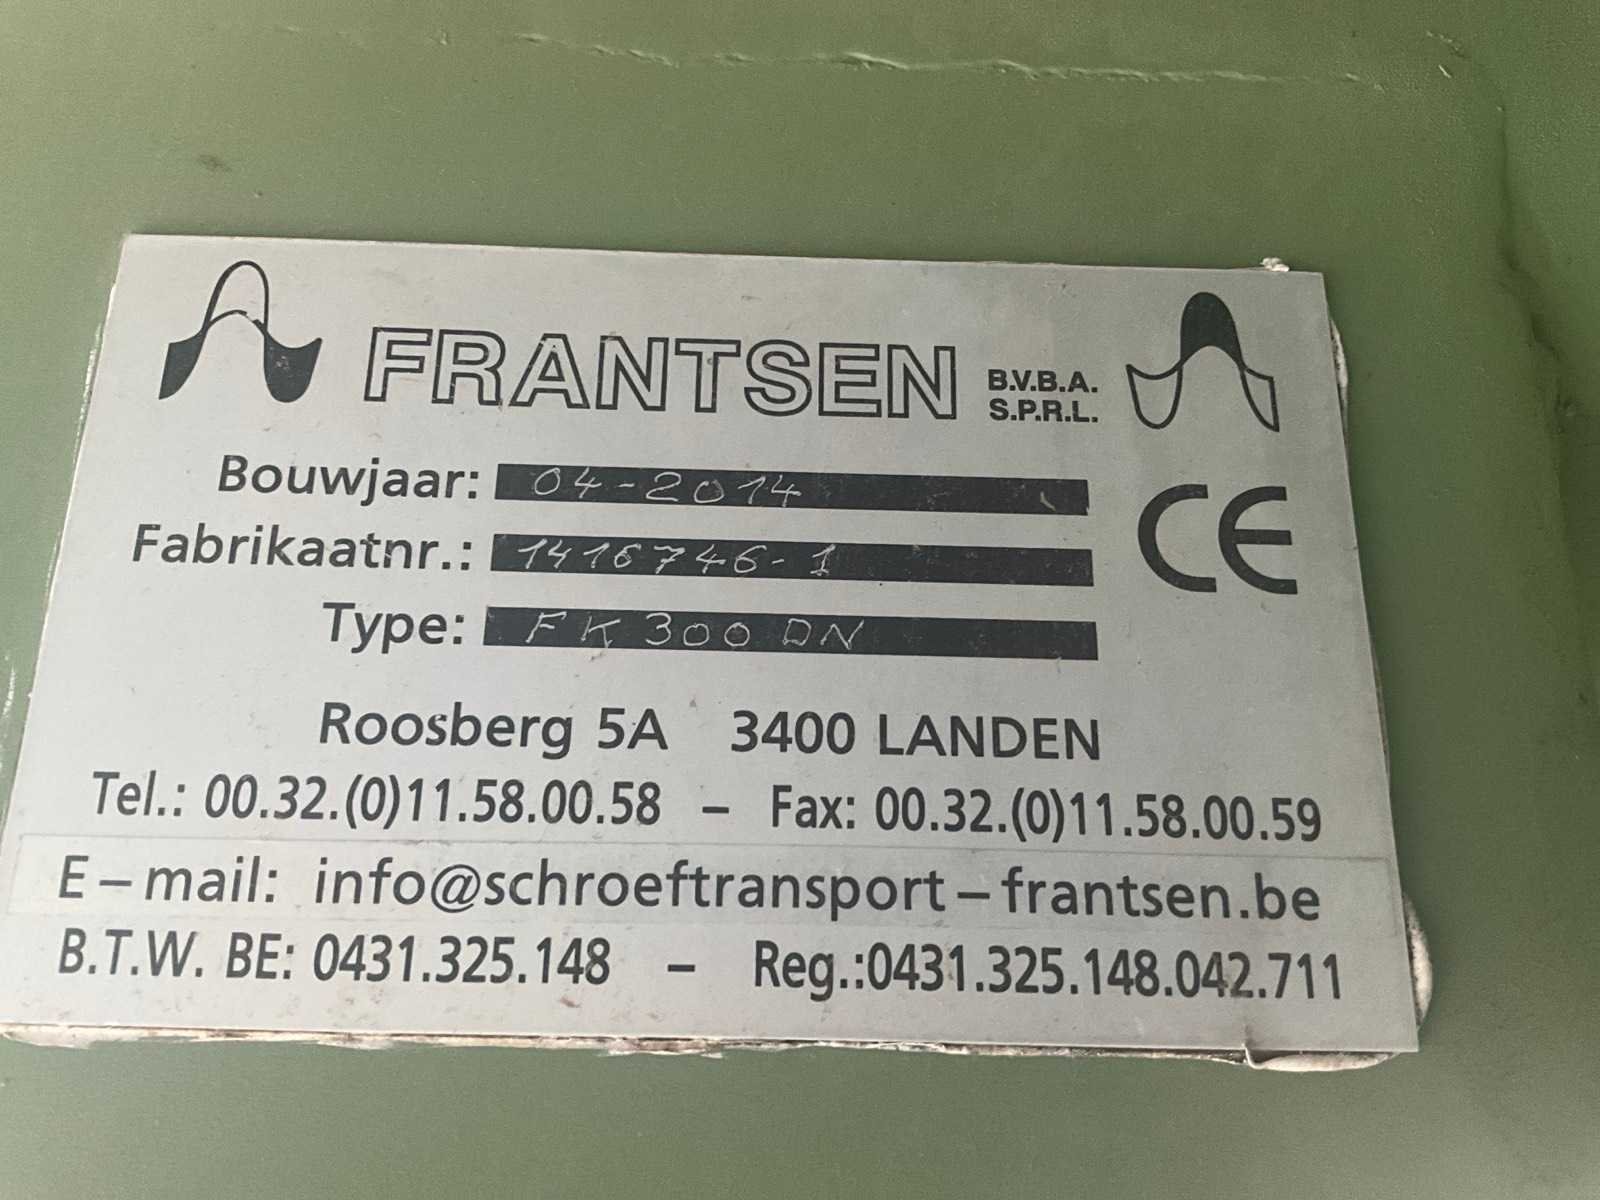 FRANTSEN B.V.B.A. S.P.R.L.
Bouwjaar: 04-2014
CE
Fabrikaatnr.: 1416746-1
Type: FK 300 DN
Roosberg 5A 3400 LANDEN
Tel.: 00.32.(0)11.58.00.58 – Fax: 00.32.(0)11.58.00.59
E–mail: info@schroeftransport–frantsen.be
B.T.W. BE: 0431.325.148 – Reg.:0431.325.148.042.711